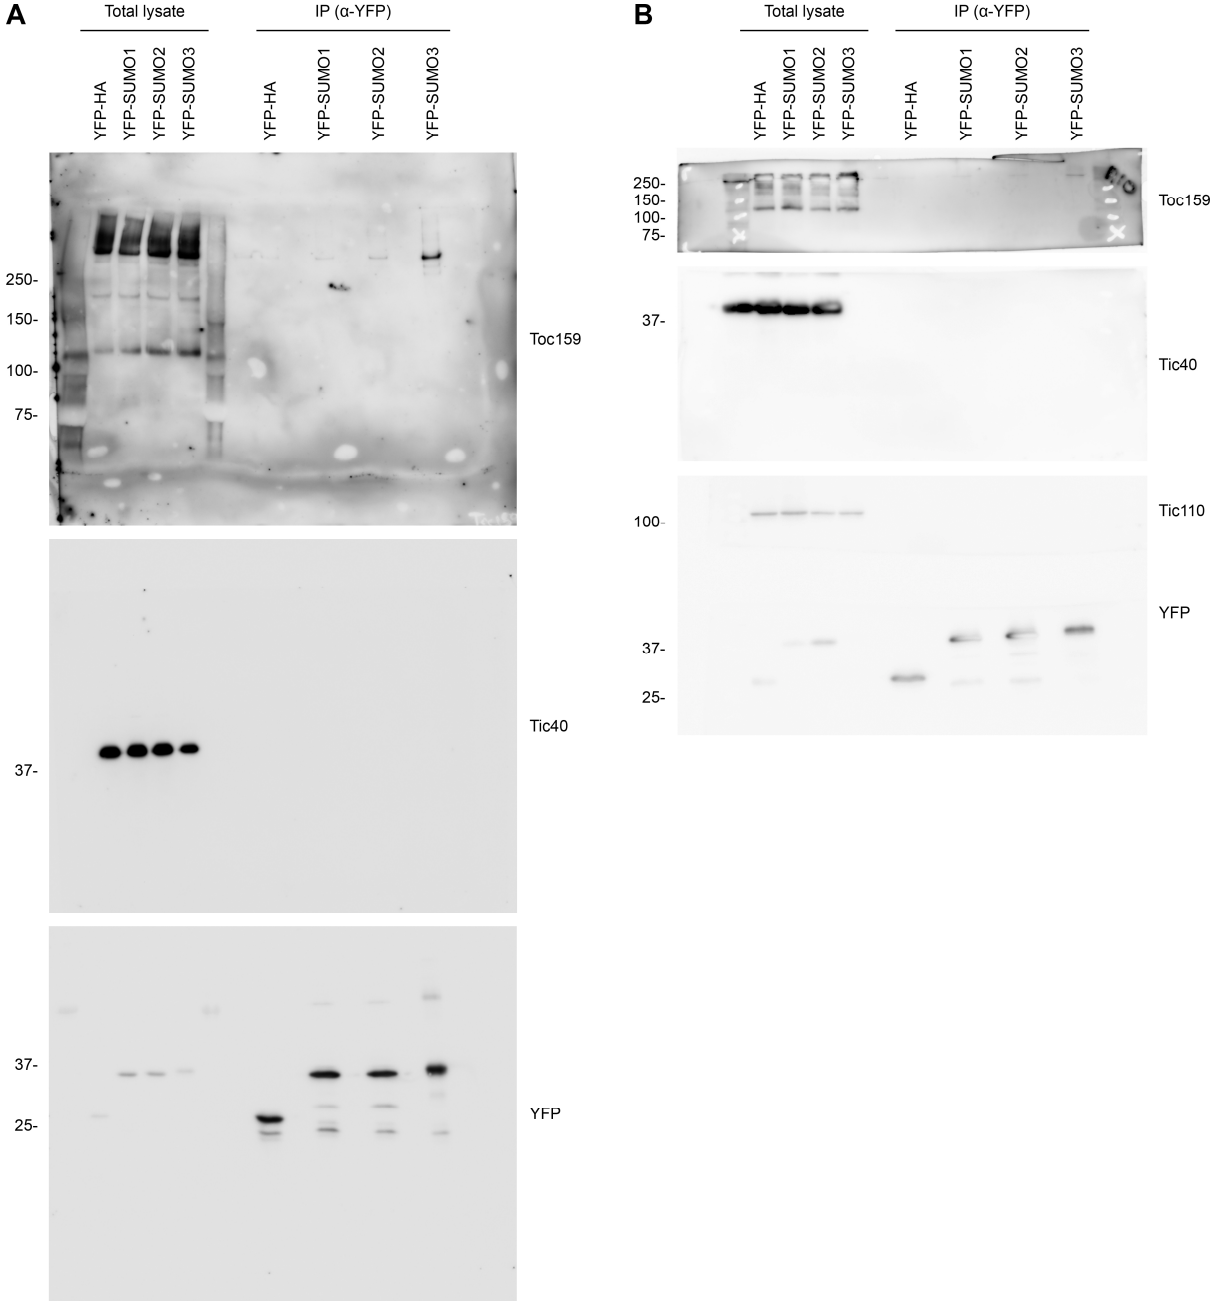 A
Total lysate
IP (α-YFP)
YFP-HA
YFP-SUMO1
YFP-SUMO2
YFP-SUMO3
YFP-HA
YFP-SUMO1
YFP-SUMO2
YFP-SUMO3
250-
150-
100-
75-
Toc159
37-
Tic40
37-
25-
YFP
B
Total lysate
IP (α-YFP)
YFP-HA
YFP-SUMO1
YFP-SUMO2
YFP-SUMO3
YFP-HA
YFP-SUMO1
YFP-SUMO2
YFP-SUMO3
250-
150-
100-
75-
Toc159
37-
Tic40
100-
Tic110
37-
25-
YFP